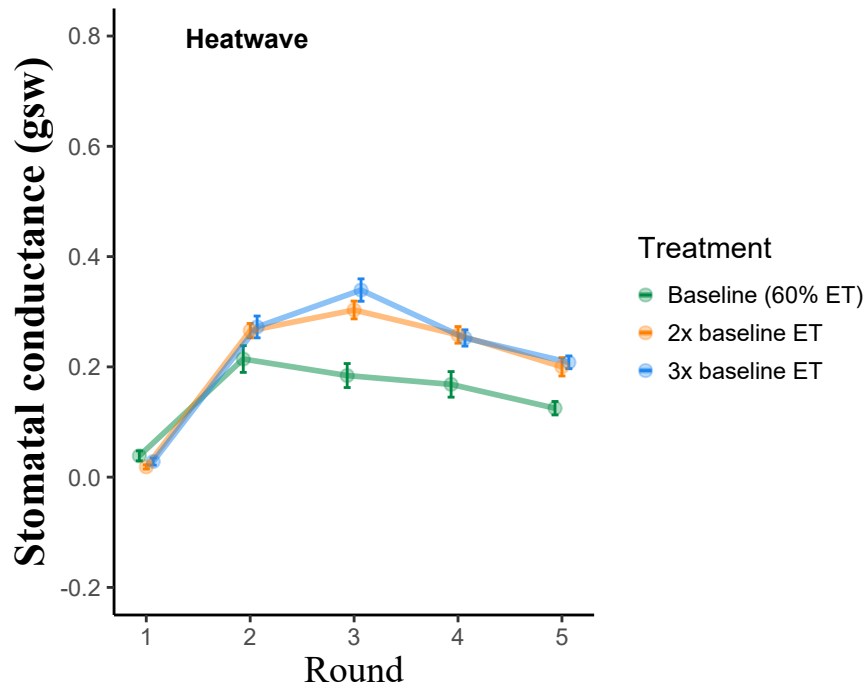 Heatwave
Stomatal conductance (gsw)
0.8
0.6
0.4
0.2
0.0
-0.2
1 2 3 4 5
Round
Treatment
Baseline (60% ET)
2x baseline ET
3x baseline ET